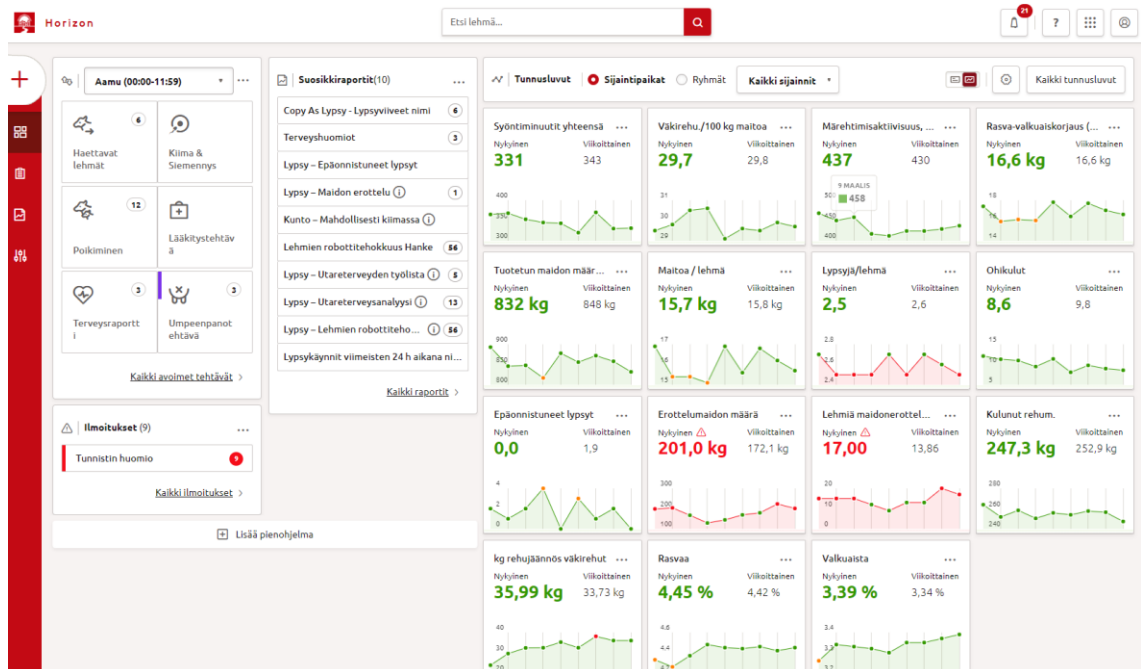 Horizon
Etsi lehmä...
21
?
Aamu (00:00-11:59)
6
Haettavat
lehmät
Kiima &
Siemennys
12
Poikiminen
Lääkitystehtäv
ä
3
Terveysraportt
i
3
Umpeenpanot
ehtävä
Kaikki avoimet tehtävät
Ilmoitukset (9)
Tunnistin huomio
9
Kaikki ilmoitukset
Lisää pienohjelma
Suosikkiraportit(10)
Copy As Lypsy - Lypsyviiveet nimi 6
Terveyshuomiot 3
Lypsy – Epäonnistuneet lypsyt
Lypsy – Maidon erottelu 1
Kunto – Mahdollisesti kiimassa
Lehmien robottitehokkuus Hanke 56
Lypsy – Utareterveyden työlista 5
Lypsy – Utareterveysanalyysi 13
Lypsy – Lehmien robottiteho... 56
Lypsykäynnit viimeisten 24 h aikana ni...
Kaikki raportit
Tunnusluvut
Sijaintipaikat
Ryhmät
Kaikki sijainnit
Kaikki tunnusluvut
Syöntiminuutit yhteensä
Nykyinen Viikoittainen
331 343
400
350
300
Väkirehu./100 kg maitoa
Nykyinen Viikoittainen
29,7 29,8
31
30
29
Märehtimisaktiivisuus, ...
Nykyinen Viikoittainen
437 430
9 MAALIS
458
500
450
400
Rasva-valkuaiskorjaus (...
Nykyinen Viikoittainen
16,6 kg 16,6 kg
18
16
14
Tuotetun maidon määr...
Nykyinen Viikoittainen
832 kg 848 kg
900
850
800
Maitoa / lehmä
Nykyinen Viikoittainen
15,7 kg 15,8 kg
17
16
15
Lypsyjä/lehmä
Nykyinen Viikoittainen
2,5 2,6
2.8
2.6
2.4
Ohikulut
Nykyinen Viikoittainen
8,6 9,8
15
10
5
Epäonnistuneet lypsyt
Nykyinen Viikoittainen
0,0 1,9
4
2
0
Erottelumaidon määrä
Nykyinen Viikoittainen
201,0 kg 172,1 kg
300
200
100
Lehmiä maidonerottel...
Nykyinen Viikoittainen
17,00 13,86
20
10
0
Kulunut rehum.
Nykyinen Viikoittainen
247,3 kg 252,9 kg
280
260
240
kg rehujäännös väkirehut
Nykyinen Viikoittainen
35,99 kg 33,73 kg
40
30
20
Rasvaa
Nykyinen Viikoittainen
4,45 % 4,42 %
4.6
4.4
4.2
Valkuaista
Nykyinen Viikoittainen
3,39 % 3,34 %
3.4
3.3
3.2